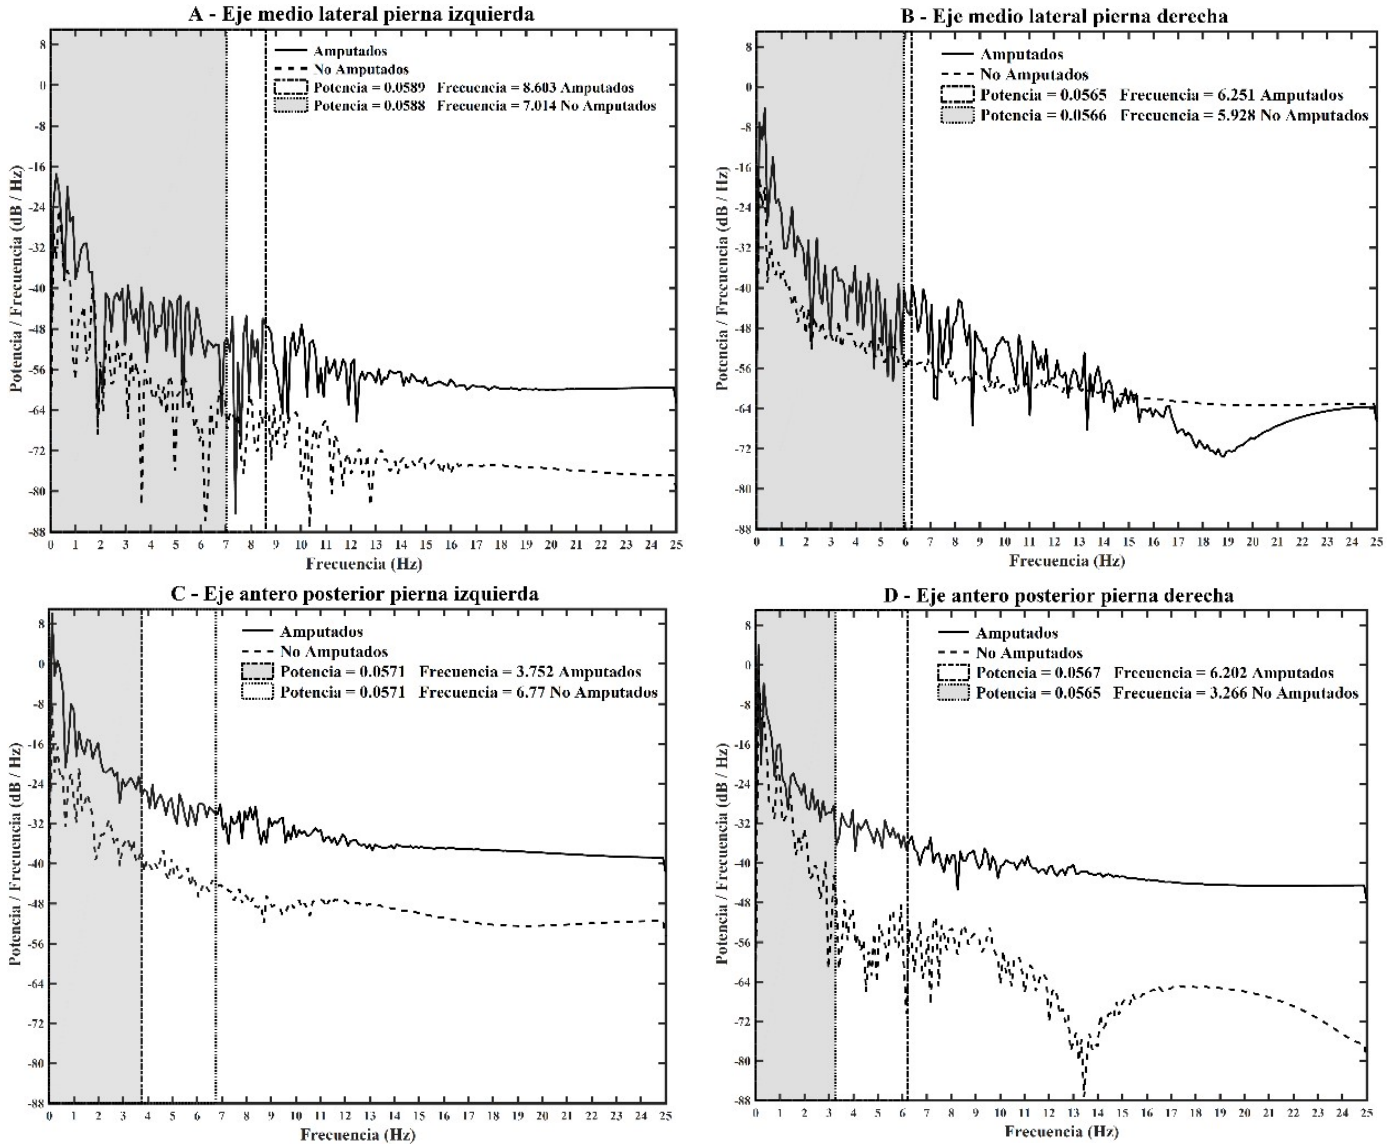 A - Eje medio lateral pierna izquierda
Amputados
No Amputados
Potencia = 0.0589 Frecuencia = 8.603 Amputados
Potencia = 0.0588 Frecuencia = 7.014 No Amputados
Potencia / Frecuencia (dB / Hz)
8
0
-8
-16
-24
-32
-40
-48
-56
-64
-72
-80
-88
0 1 2 3 4 5 6 7 8 9 10 11 12 13 14 15 16 17 18 19 20 21 22 23 24 25
Frecuencia (Hz)
B - Eje medio lateral pierna derecha
Amputados
No Amputados
Potencia = 0.0565 Frecuencia = 6.251 Amputados
Potencia = 0.0566 Frecuencia = 5.928 No Amputados
Potencia / Frecuencia (dB / Hz)
8
0
-8
-16
-24
-32
-40
-48
-56
-64
-72
-80
-88
0 1 2 3 4 5 6 7 8 9 10 11 12 13 14 15 16 17 18 19 20 21 22 23 24 25
Frecuencia (Hz)
C - Eje antero posterior pierna izquierda
Amputados
No Amputados
Potencia = 0.0571 Frecuencia = 3.752 Amputados
Potencia = 0.0571 Frecuencia = 6.77 No Amputados
Potencia / Frecuencia (dB / Hz)
8
0
-8
-16
-24
-32
-40
-48
-56
-64
-72
-80
-88
0 1 2 3 4 5 6 7 8 9 10 11 12 13 14 15 16 17 18 19 20 21 22 23 24 25
Frecuencia (Hz)
D - Eje antero posterior pierna derecha
Amputados
No Amputados
Potencia = 0.0567 Frecuencia = 6.202 Amputados
Potencia = 0.0565 Frecuencia = 3.266 No Amputados
Potencia / Frecuencia (dB / Hz)
8
0
-8
-16
-24
-32
-40
-48
-56
-64
-72
-80
-88
0 1 2 3 4 5 6 7 8 9 10 11 12 13 14 15 16 17 18 19 20 21 22 23 24 25
Frecuencia (Hz)